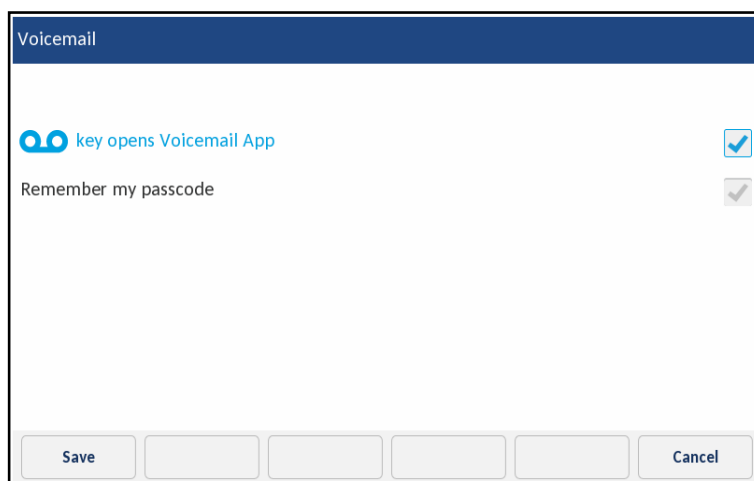 Voicemail
key opens Voicemail App
Remember my passcode
Save
Cancel